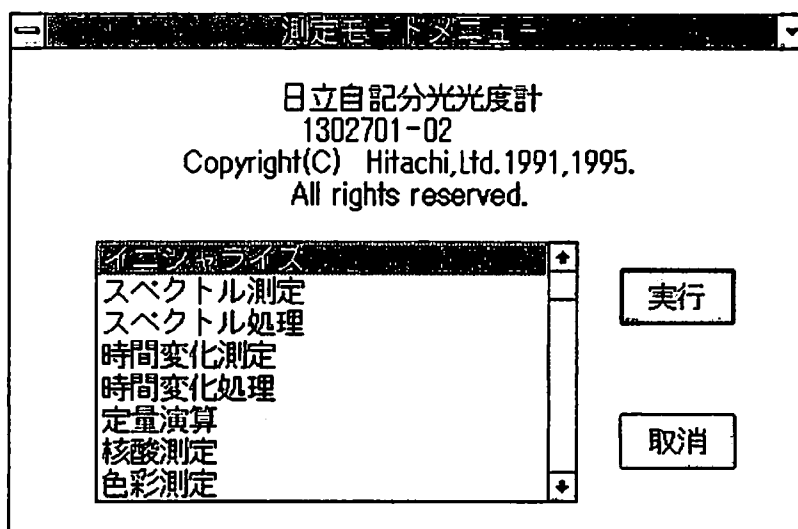 測定モードメニュー
日立自記分光光度計
1302701-02
Copyright(C) Hitachi,Ltd.1991,1995.
All rights reserved.
イニシャライズ
スペクトル測定
スペクトル処理
時間変化測定
時間変化処理
定量演算
核酸測定
色彩測定
実行
取消